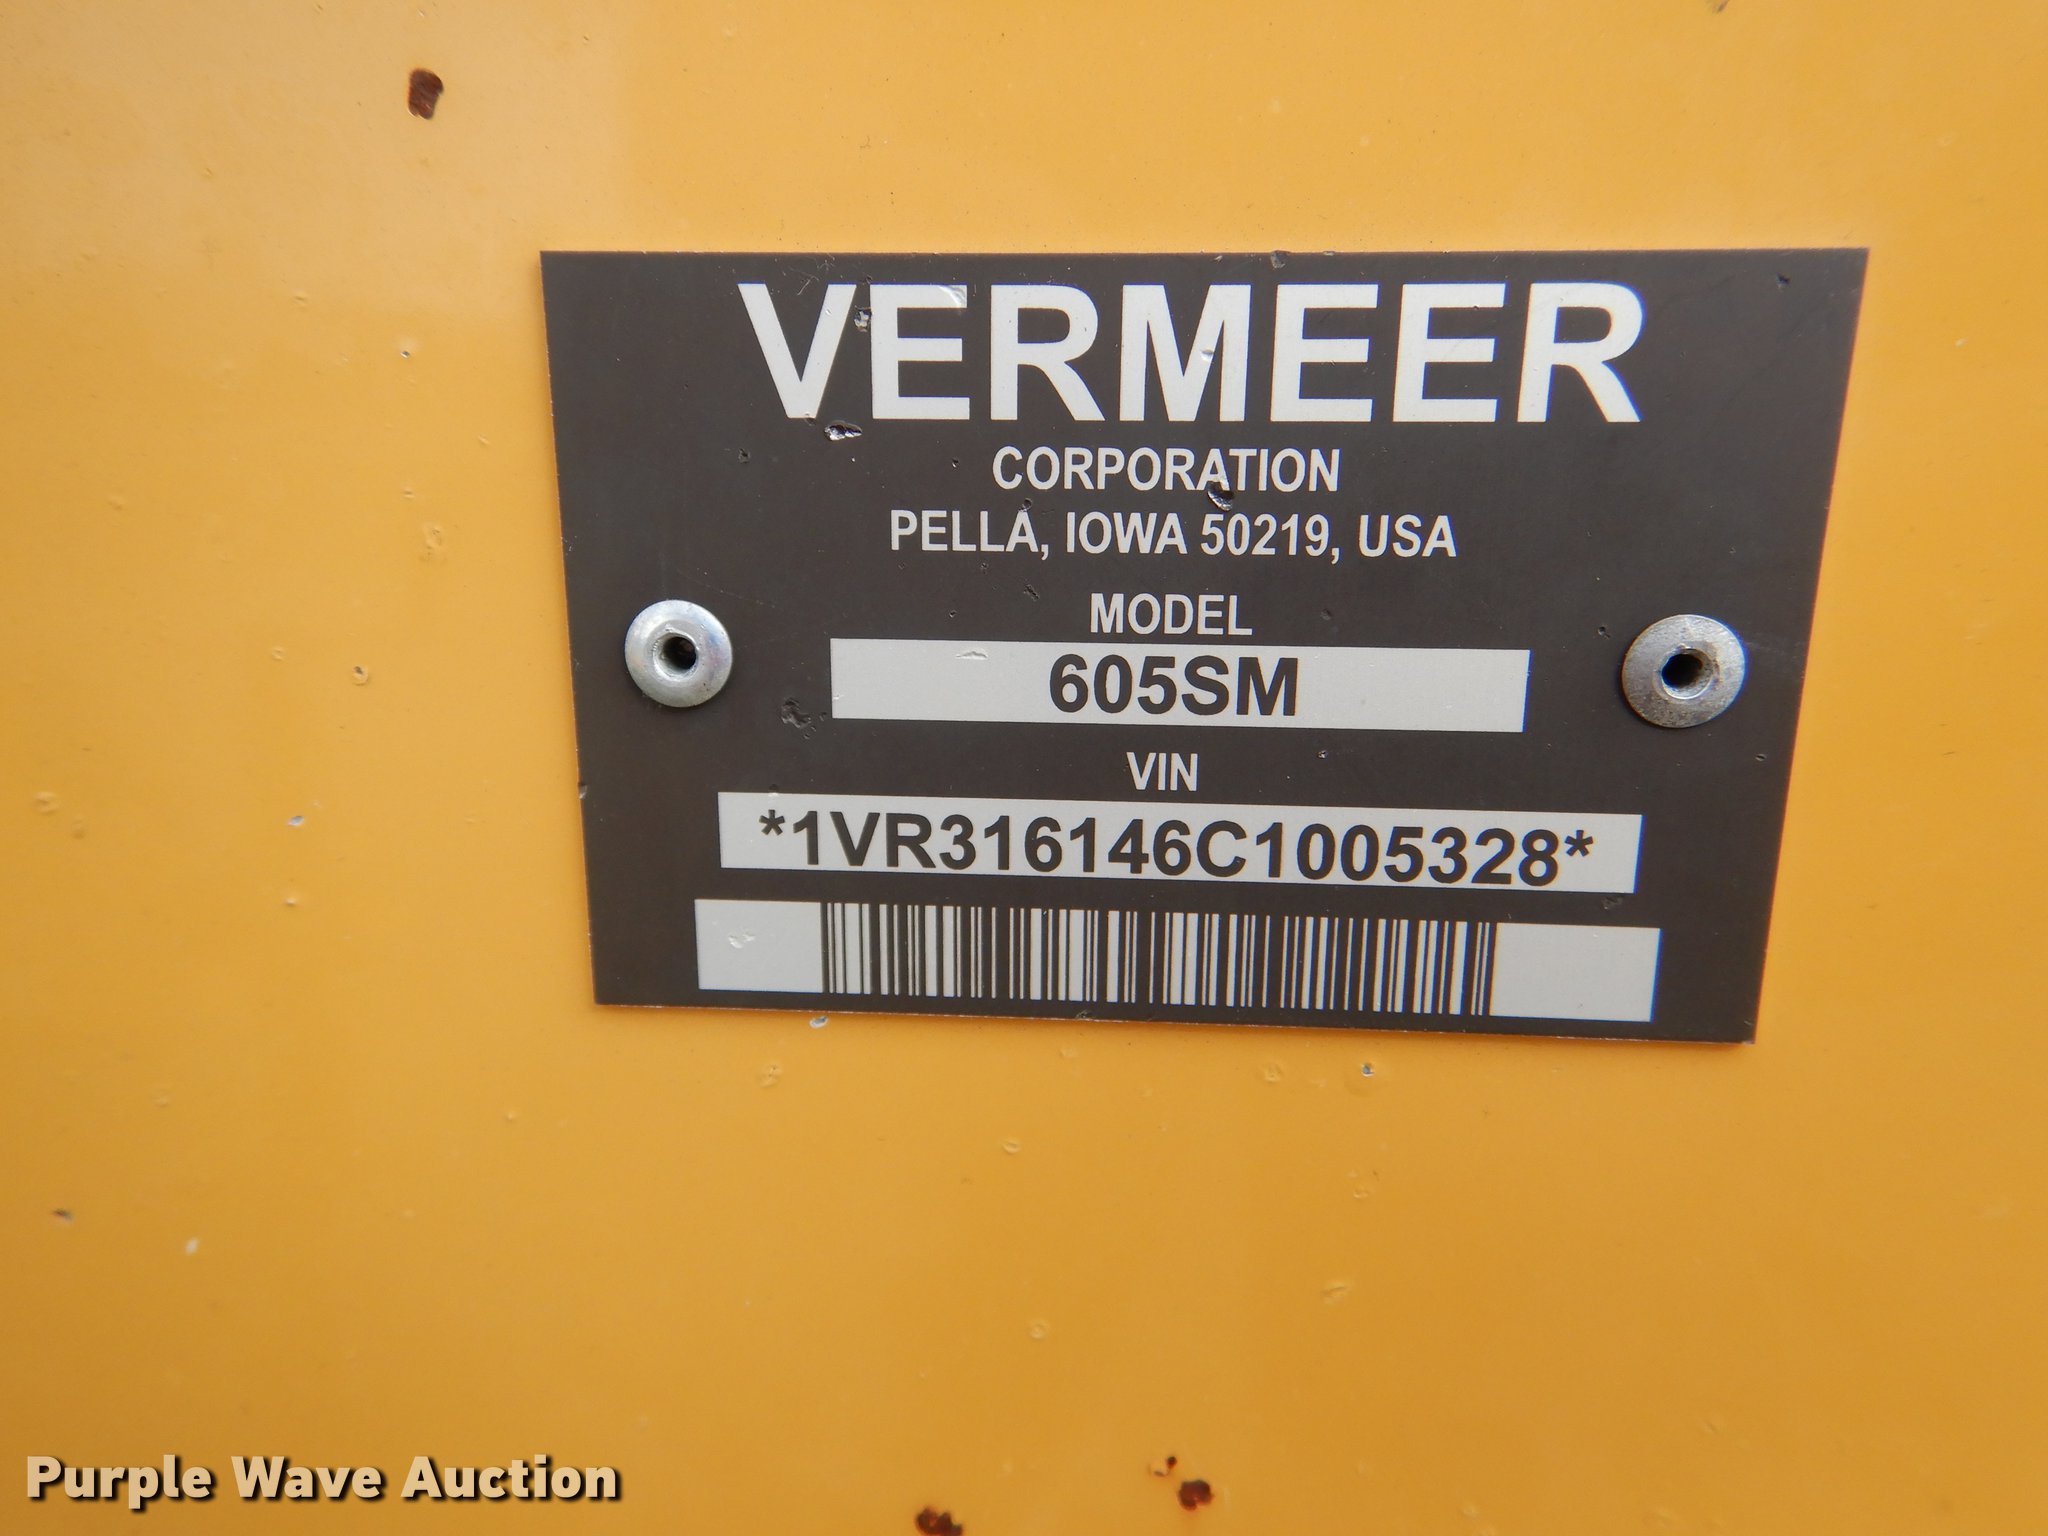 VERMEER
CORPORATION
PELLA, IOWA 50219, USA
MODEL
605SM
VIN
*1VR316146C1005328*
Purple Wave Auction